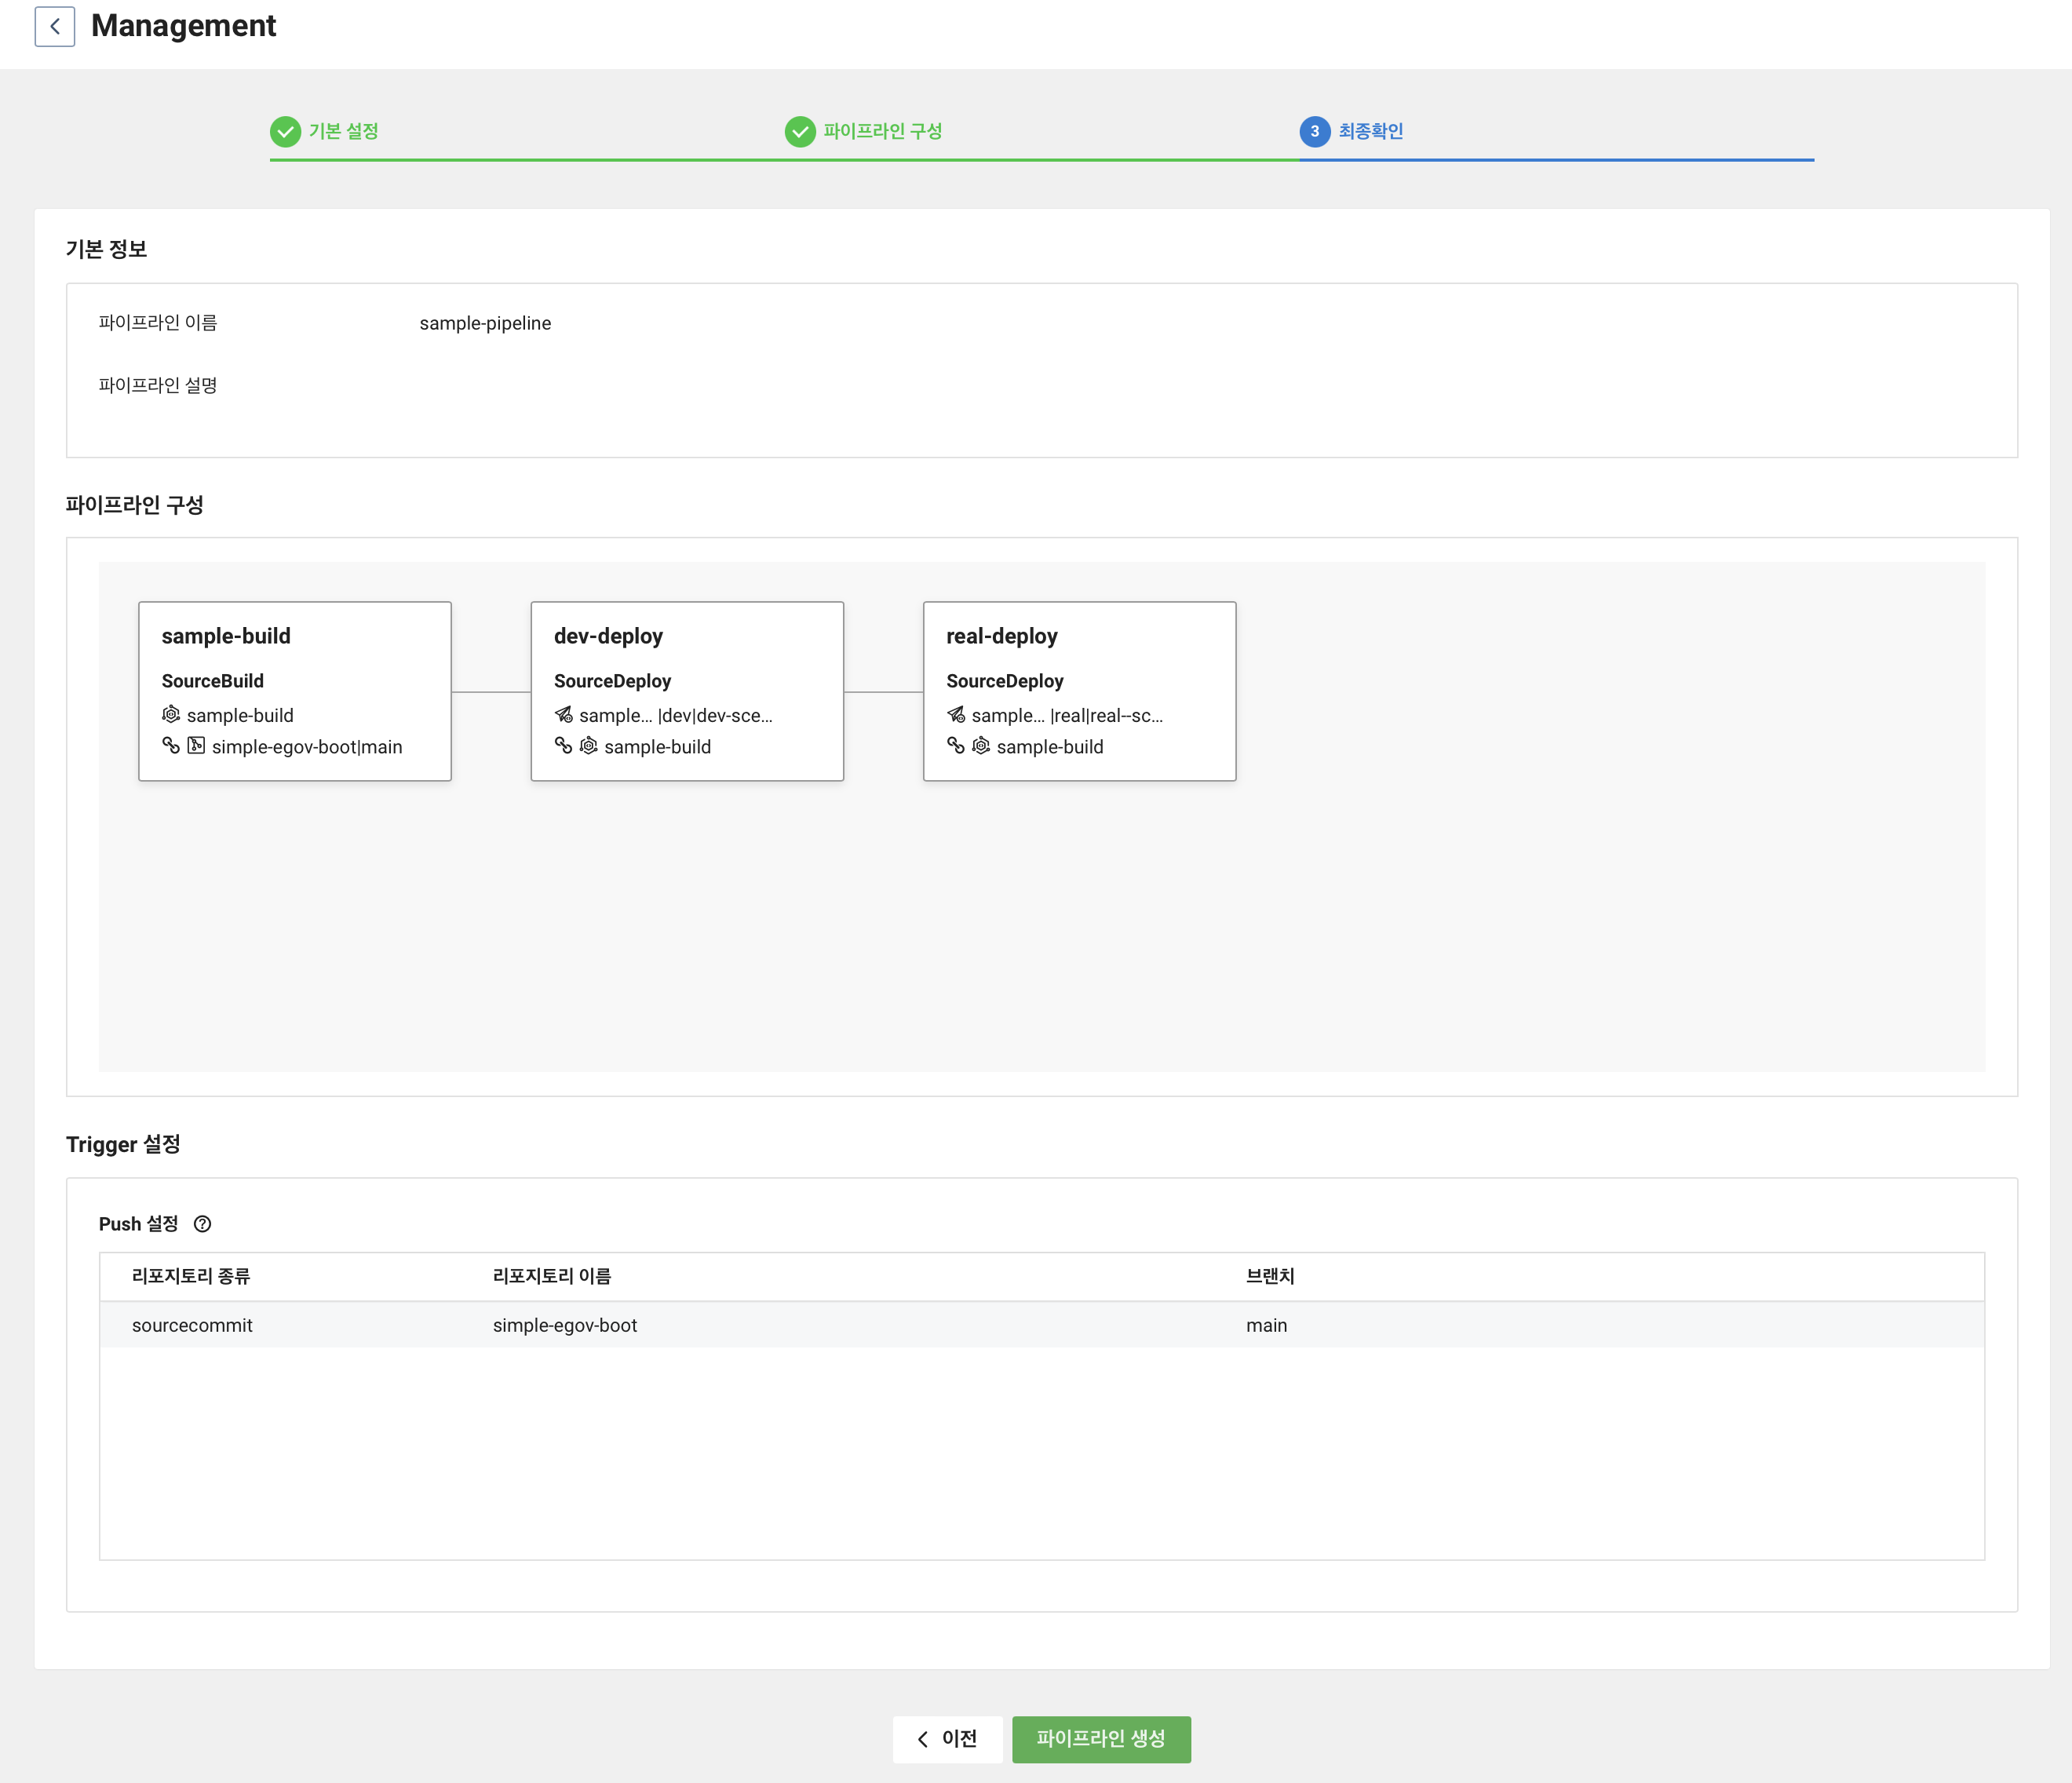 Management
기본 설정
파이프라인 구성
3 최종확인
기본 정보
파이프라인 이름 sample-pipeline
파이프라인 설명
파이프라인 구성
sample-build
SourceBuild
sample-build
simple-egov-boot|main
dev-deploy
SourceDeploy
sample... |dev|dev-sce...
sample-build
real-deploy
SourceDeploy
sample... |real|real--sc...
sample-build
Trigger 설정
Push 설정 ?
리포지토리 종류 리포지토리 이름 브랜치
sourcecommit simple-egov-boot main
이전 파이프라인 생성